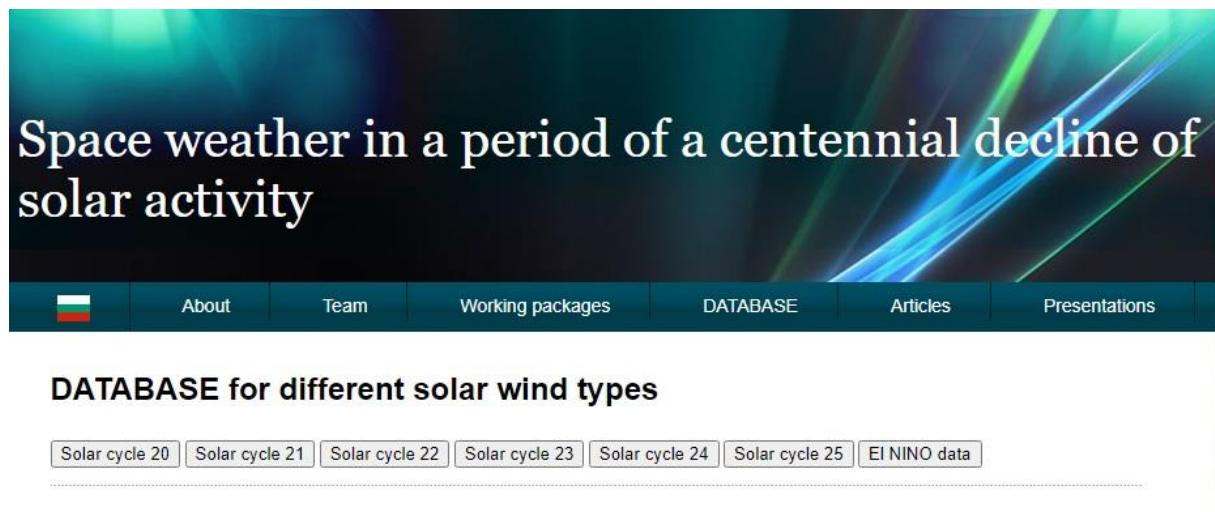 Space weather in a period of a centennial decline of
solar activity
About Team Working packages DATABASE Articles Presentations
DATABASE for different solar wind types
Solar cycle 20 Solar cycle 21 Solar cycle 22 Solar cycle 23 Solar cycle 24 Solar cycle 25 El NINO data